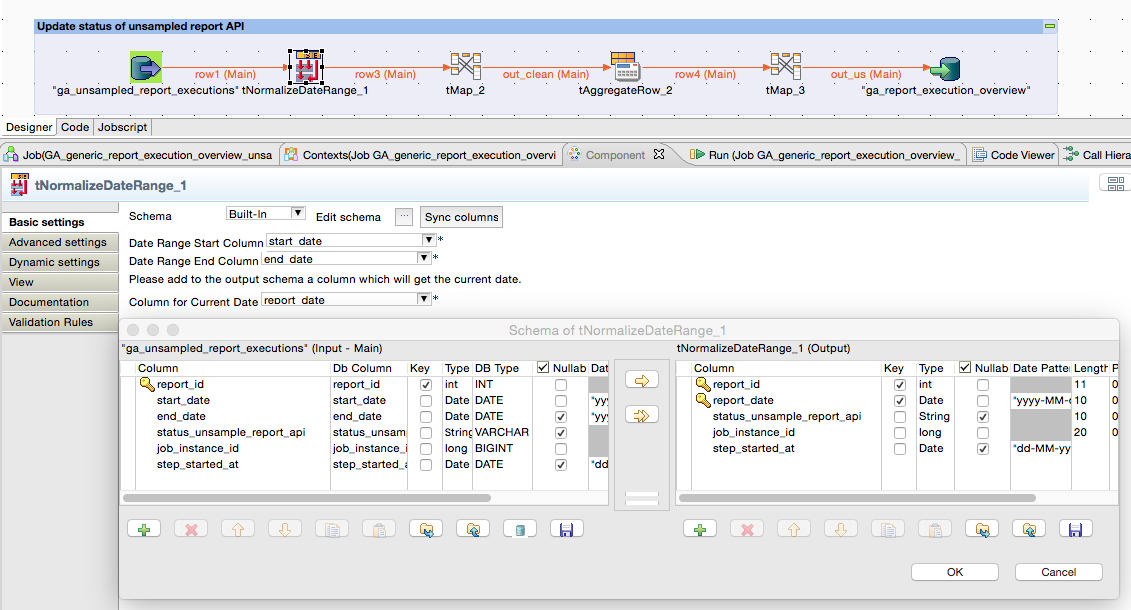 Update status of unsampled report API
row1 (Main) row3 (Main) out_clean (Main) row4 (Main) out_us (Main)
"ga_unsampled_report_executions" tNormalizeDateRange_1 tMap_2 tAggregateRow_2 tMap_3 "ga_report_execution_overview"
Designer Code Jobscript
Job(GA_generic_report_execution_overview_unsa Contexts(Job GA_generic_report_execution_overvi Component Run (Job GA_generic_report_execution_overview_ Code Viewer Call Hiera
tNormalizeDateRange_1
Basic settings
Advanced settings
Dynamic settings
View
Documentation
Validation Rules
Schema Built-In Edit schema ... Sync columns
Date Range Start Column start_date *
Date Range End Column end_date *
Please add to the output schema a column which will get the current date.
Column for Current Date report_date *
Schema of tNormalizeDateRange_1
"ga_unsampled_report_executions" (Input - Main)
Column Db Column Key Type DB Type Nullab Dat
report_id report_id int INT
start_date start_date Date DATE "yy
end_date end_date Date DATE "yy
status_unsample_report_api status_unsam String VARCHAR
job_instance_id job_instance_i long BIGINT
step_started_at step_started_a Date DATE "dd
tNormalizeDateRange_1 (Output)
Column Key Type Nullab Date Patte Length P
report_id int 11 0
report_date Date "yyyy-MM-d 10 0
status_unsample_report_api String 10 0
job_instance_id long 20 0
step_started_at Date "dd-MM-yy
OK Cancel